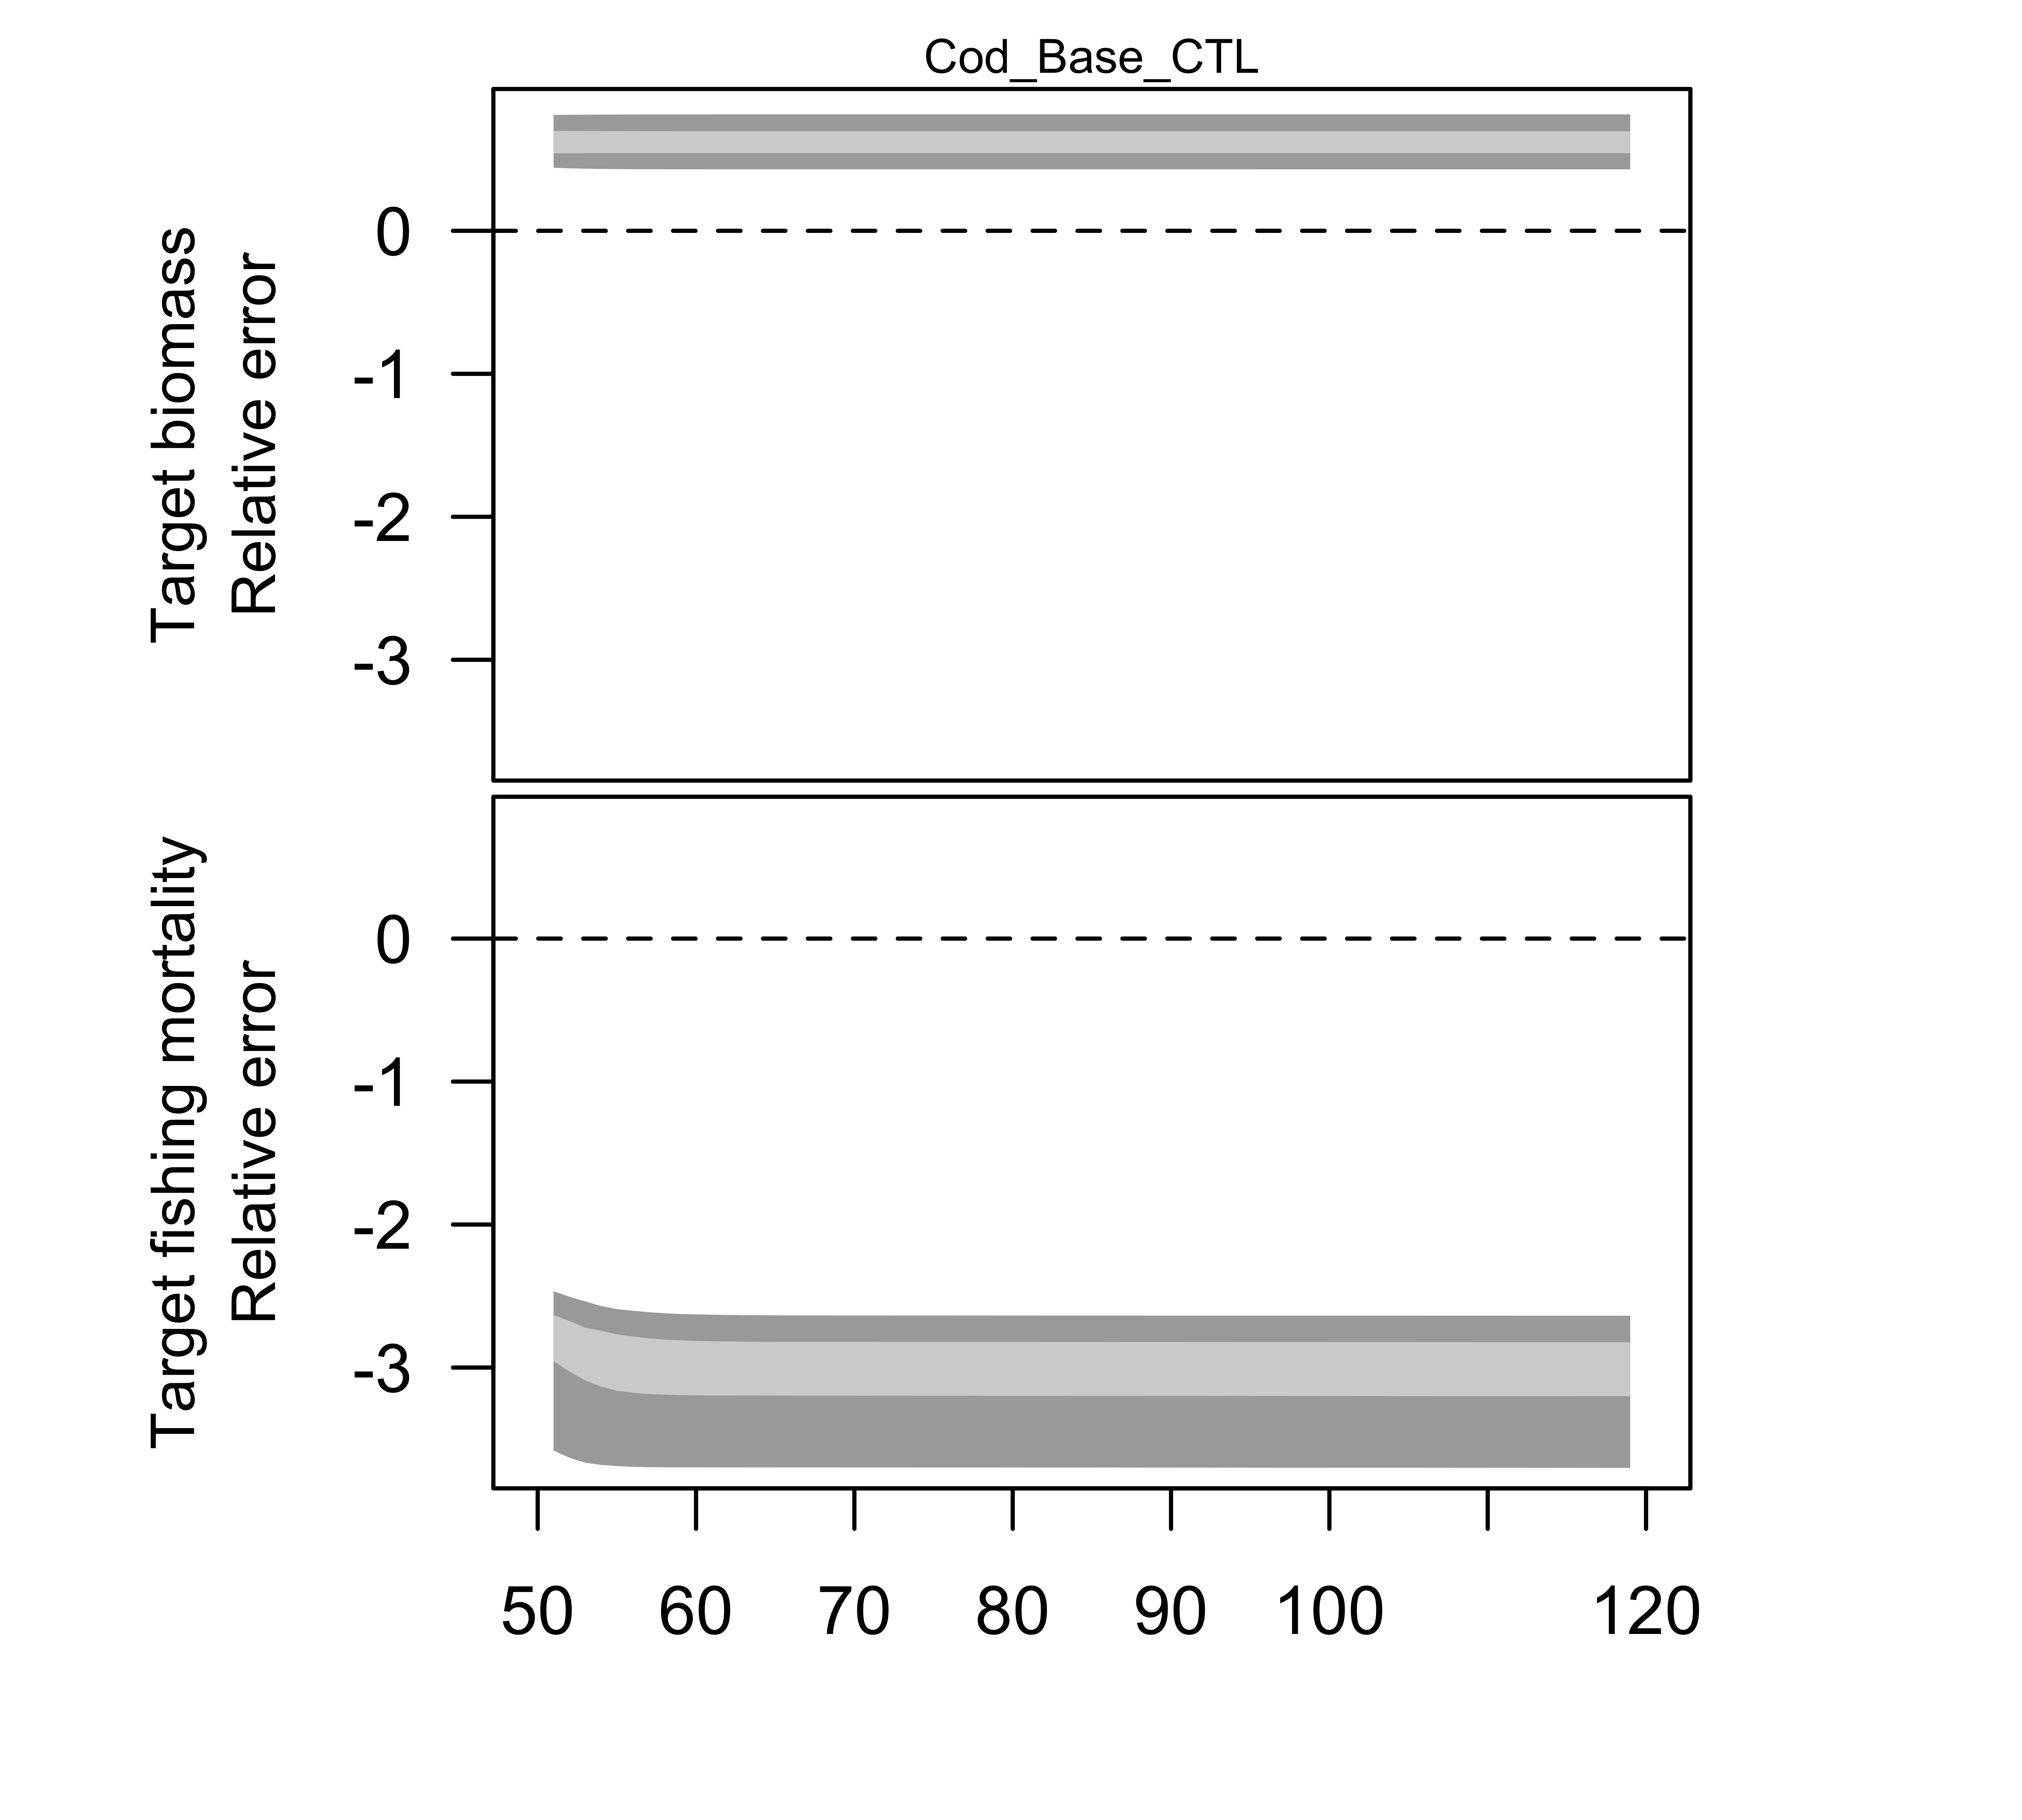 Cod_Base_CTL
Target biomass
Relative error
0
-1
-2
-3
Target fishing mortality
Relative error
0
-1
-2
-3
50 60 70 80 90 100 120